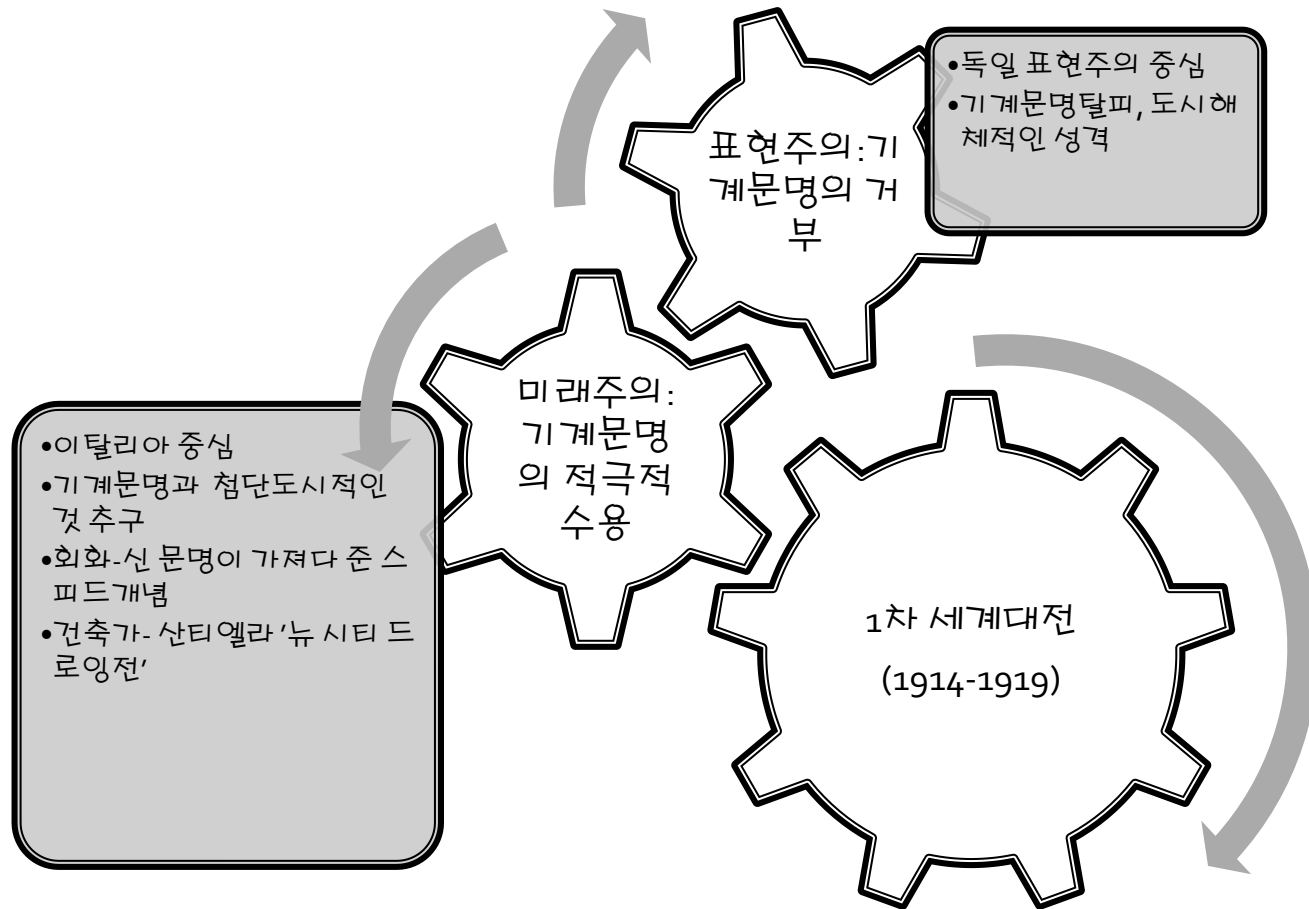 •독일 표현주의 중심
•기계문명탈피, 도시해
체적인 성격
표현주의:기
계문명의 거
부
미래주의:
기계문명
의 적극적
수용
•이탈리아 중심
•기계문명과 첨단도시적인
것 추구
•회화-신 문명이 가져다 준 스
피드개념
•건축가- 산티엘라 '뉴 시티 드
로잉전'
1차 세계대전
(1914-1919)